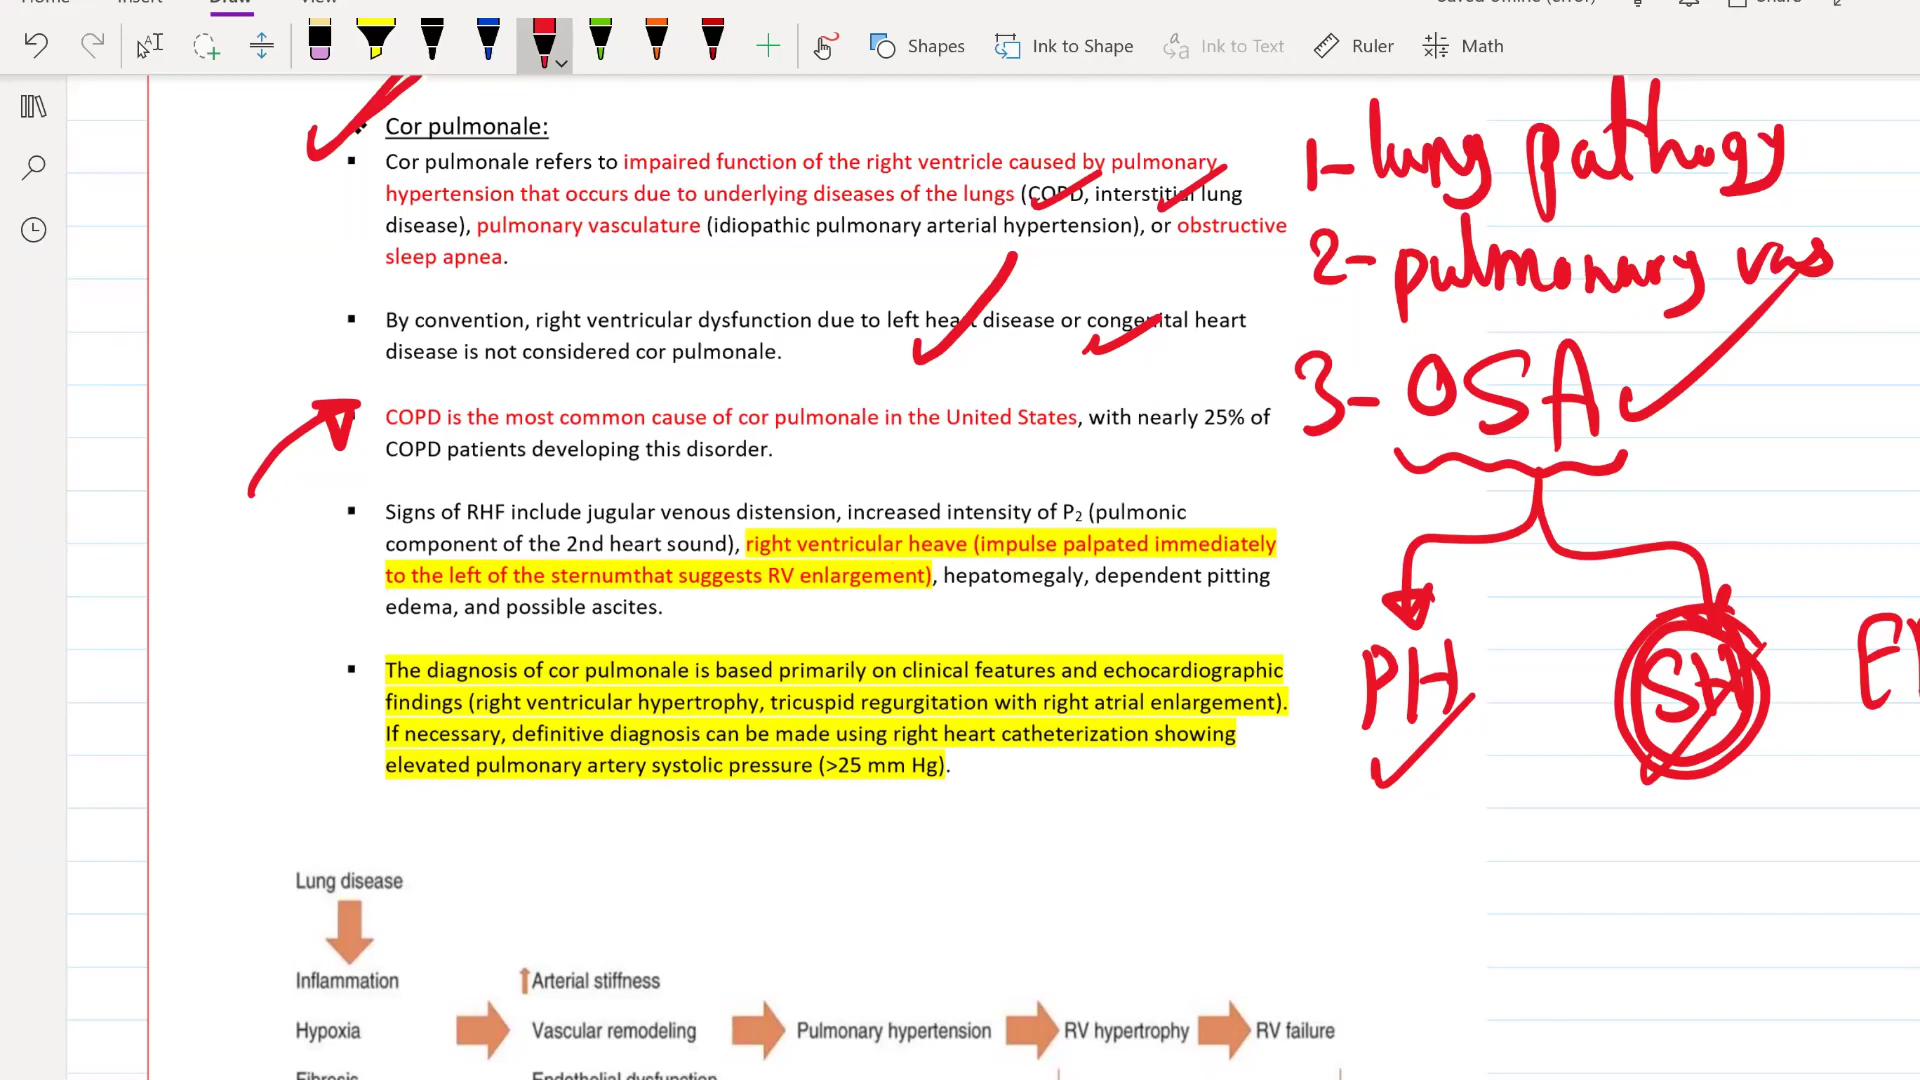 Draw
Shapes
Ink to Shape
Ink to Text
Ruler
Math
Cor pulmonale:
▪ Cor pulmonale refers to impaired function of the right ventricle caused by pulmonary
hypertension that occurs due to underlying diseases of the lungs (COPD, interstitial lung
disease), pulmonary vasculature (idiopathic pulmonary arterial hypertension), or obstructive
sleep apnea.
▪ By convention, right ventricular dysfunction due to left heart disease or congenital heart
disease is not considered cor pulmonale.
COPD is the most common cause of cor pulmonale in the United States, with nearly 25% of
COPD patients developing this disorder.
▪ Signs of RHF include jugular venous distension, increased intensity of P₂ (pulmonic
component of the 2nd heart sound), right ventricular heave (impulse palpated immediately
to the left of the sternumthat suggests RV enlargement), hepatomegaly, dependent pitting
edema, and possible ascites.
▪ The diagnosis of cor pulmonale is based primarily on clinical features and echocardiographic
findings (right ventricular hypertrophy, tricuspid regurgitation with right atrial enlargement).
If necessary, definitive diagnosis can be made using right heart catheterization showing
elevated pulmonary artery systolic pressure (>25 mm Hg).
1- lung pathogy
2- pulmonary vas
3- OSA
PH
SH
Lung disease
Inflammation
Arterial stiffness
Hypoxia
Vascular remodeling
Pulmonary hypertension
RV hypertrophy
RV failure
Fibrosis
Endothelial dysfunction